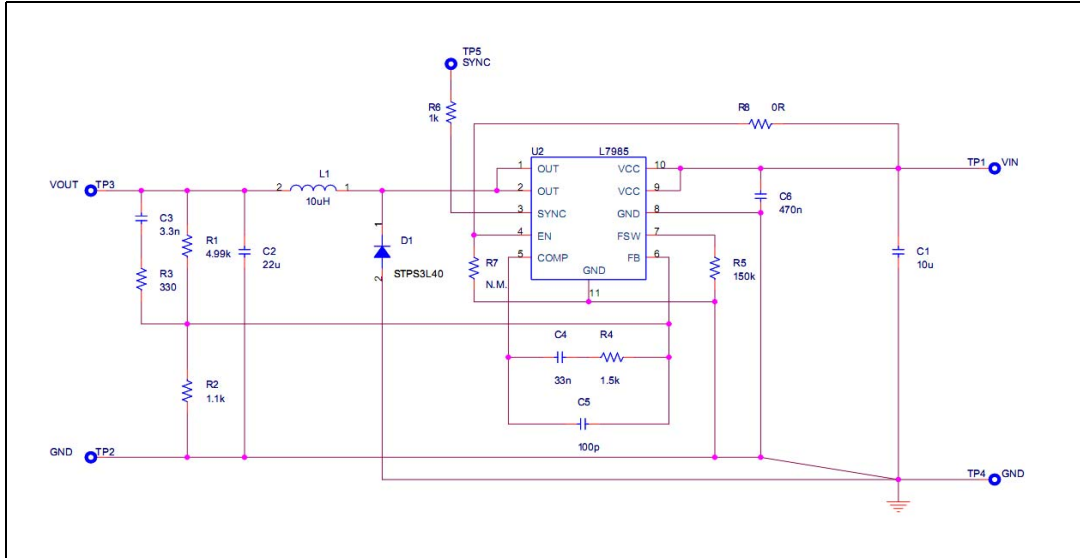 TP5
SYNC
R6
1k
R8 0R
U2 L7985
1 OUT VCC 10
2 OUT VCC 9
3 SYNC GND 8
4 EN FSW 7
5 COMP FB 6
GND
11
VOUT TP3
2 L1 1
10uH
C3
3.3n
R1
4.99k
C2
22u
R3
330
1
D1
STPS3L40
2
R7
N.M.
R5
150k
C6
470n
TP1 VIN
C1
10u
C4 R4
33n 1.5k
C5
100p
R2
1.1k
GND TP2
TP4 GND